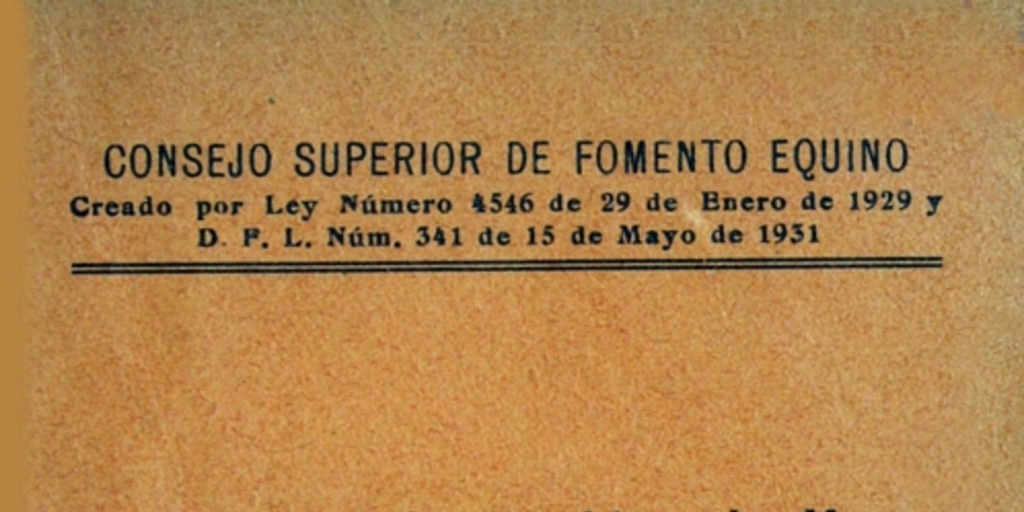 CONSEJO SUPERIOR DE FOMENTO EQUINO
Creado por Ley Número 4546 de 29 de Enero de 1929 y
D. F. L. Núm. 341 de 15 de Mayo de 1931